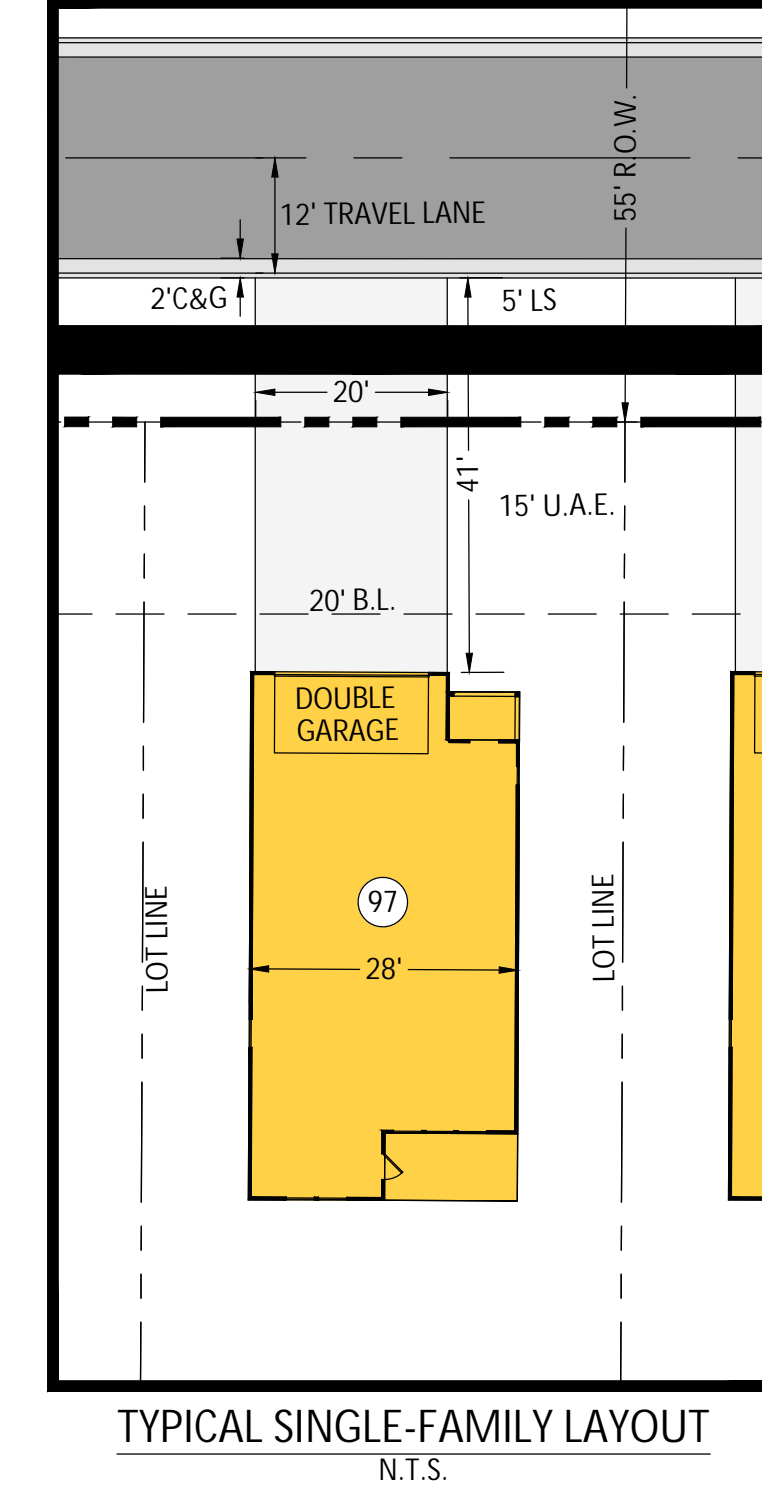 55' R.O.W.
12' TRAVEL LANE
2'C&G
5' LS
20'
41'
15' U.A.E.
20' B.L.
DOUBLE
GARAGE
97
LOT LINE
LOT LINE
28'
TYPICAL SINGLE-FAMILY LAYOUT
N.T.S.